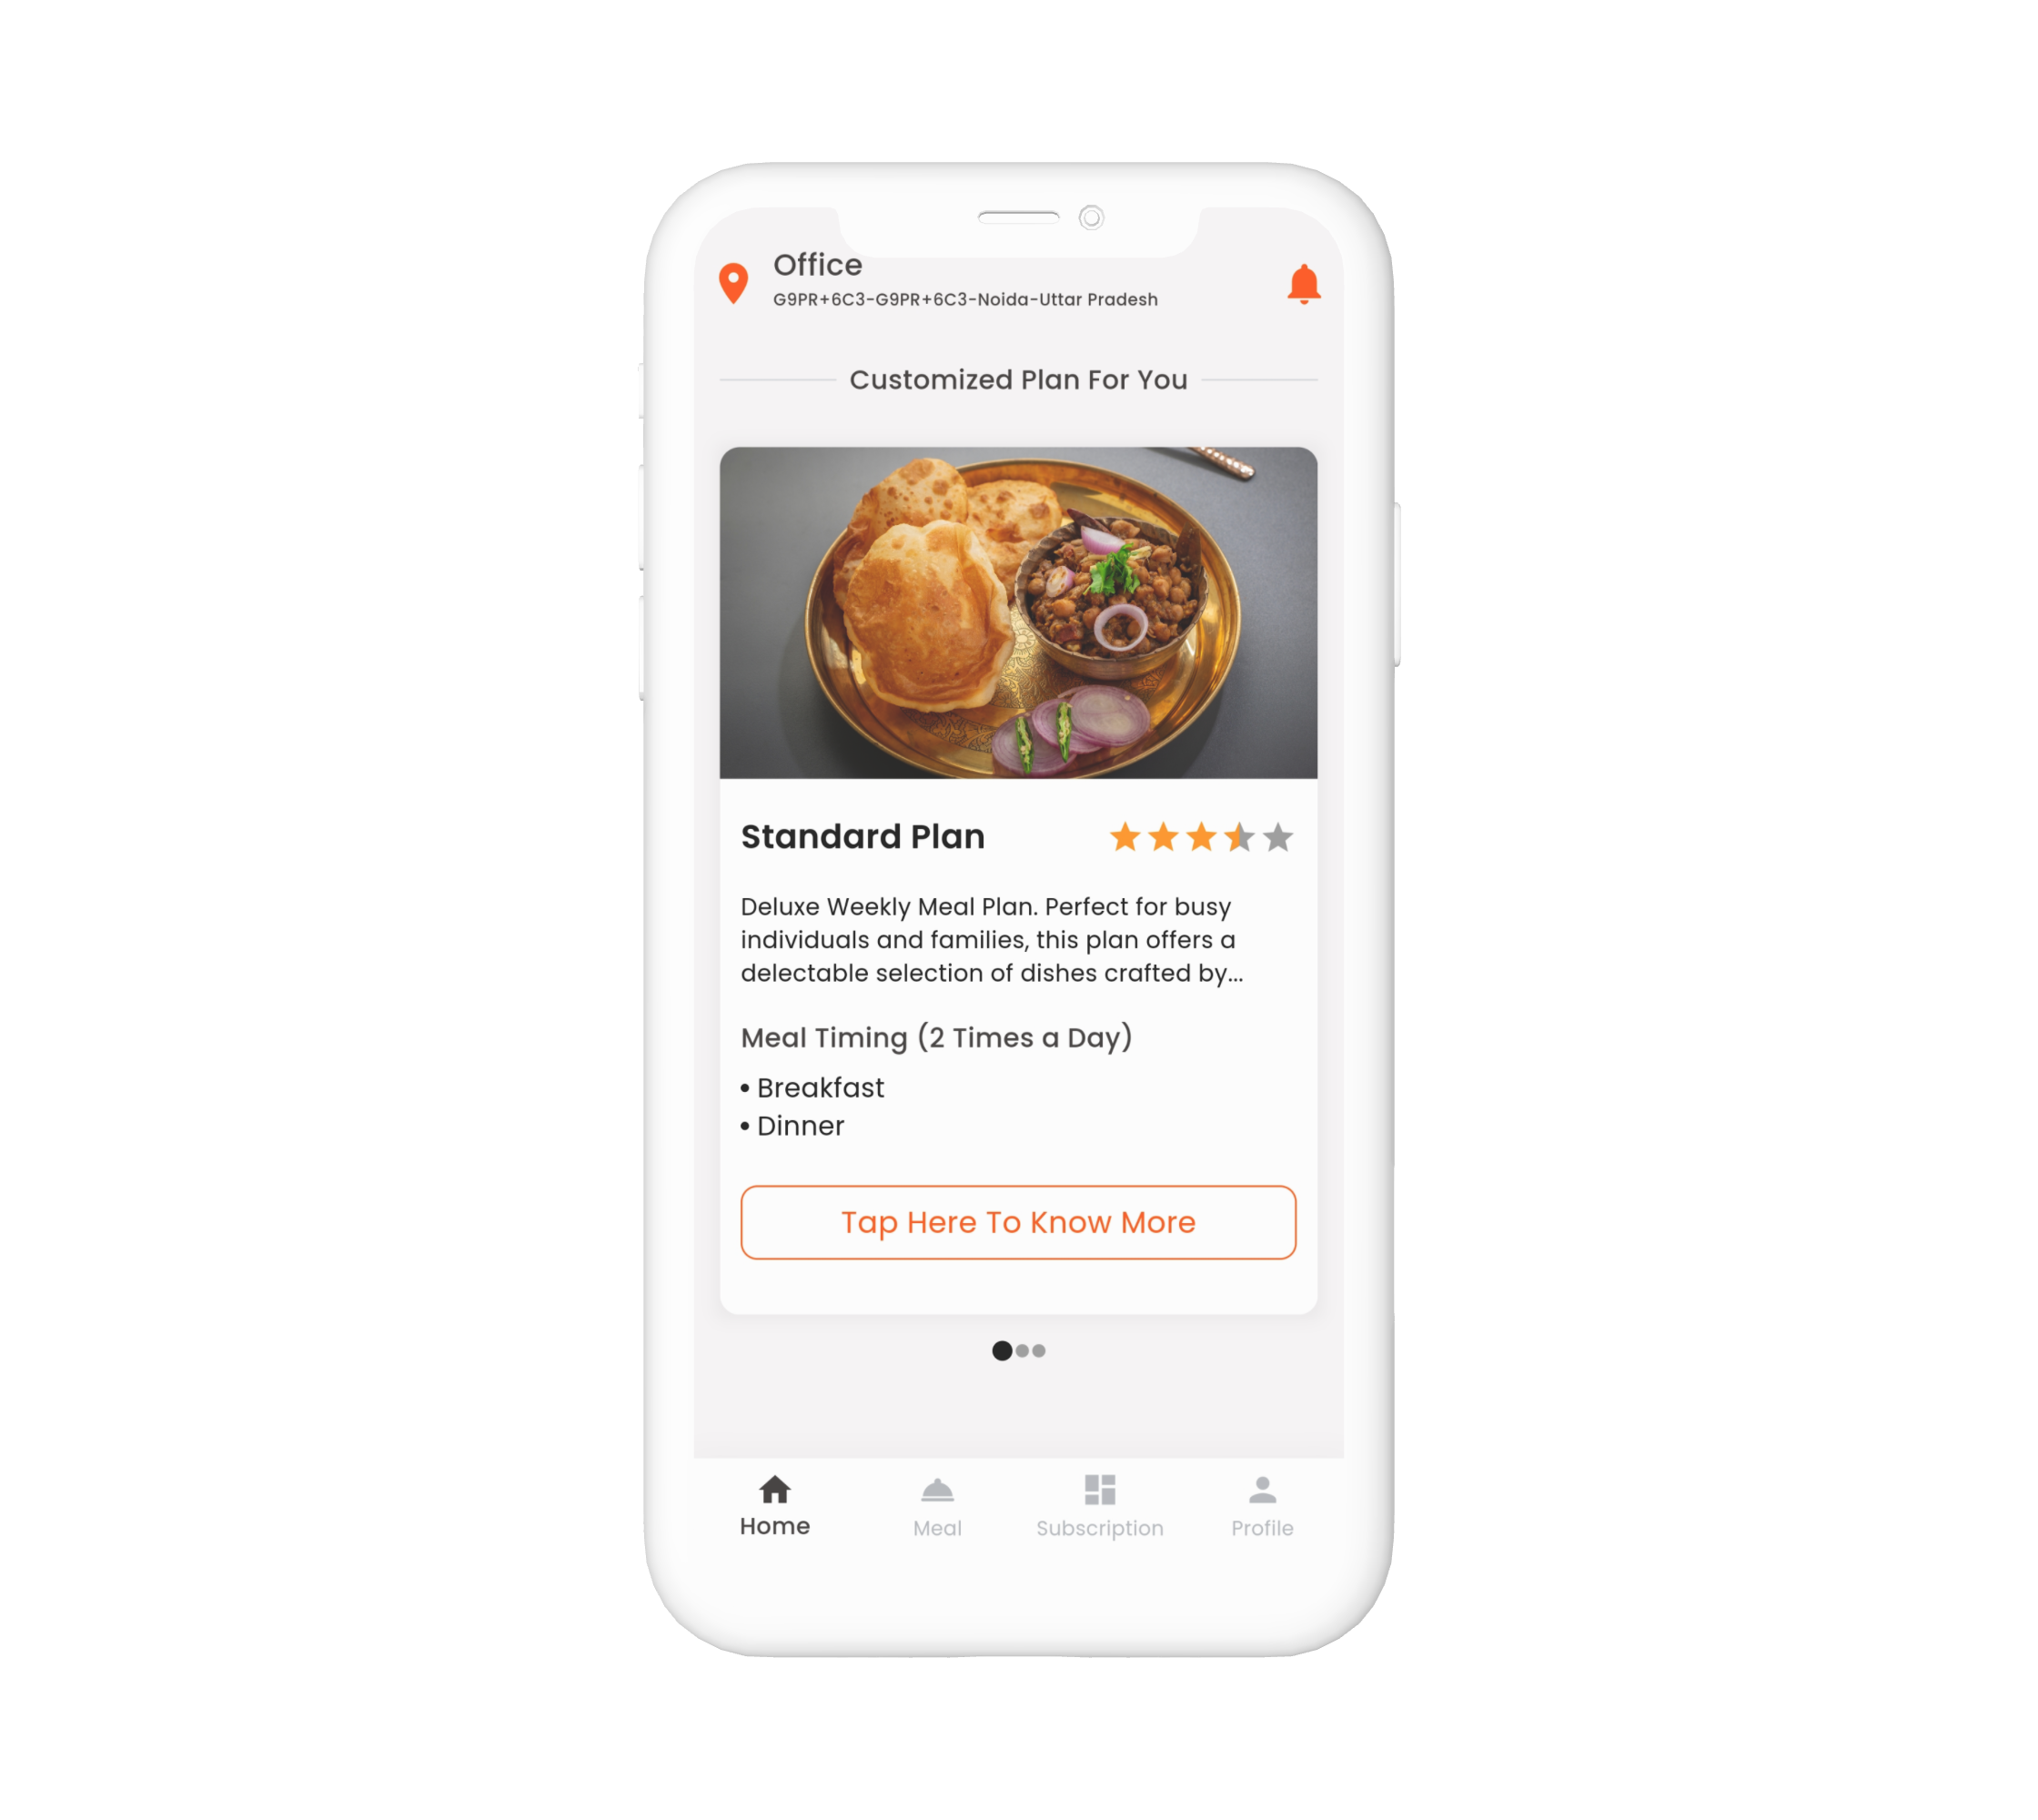 Office
G9PR+6C3-G9PR+6C3-Noida-Uttar Pradesh
Customized Plan For You
Standard Plan
Deluxe Weekly Meal Plan. Perfect for busy
individuals and families, this plan offers a
delectable selection of dishes crafted by...
Meal Timing (2 Times a Day)
• Breakfast
• Dinner
Tap Here To Know More
Home
Meal
Subscription
Profile